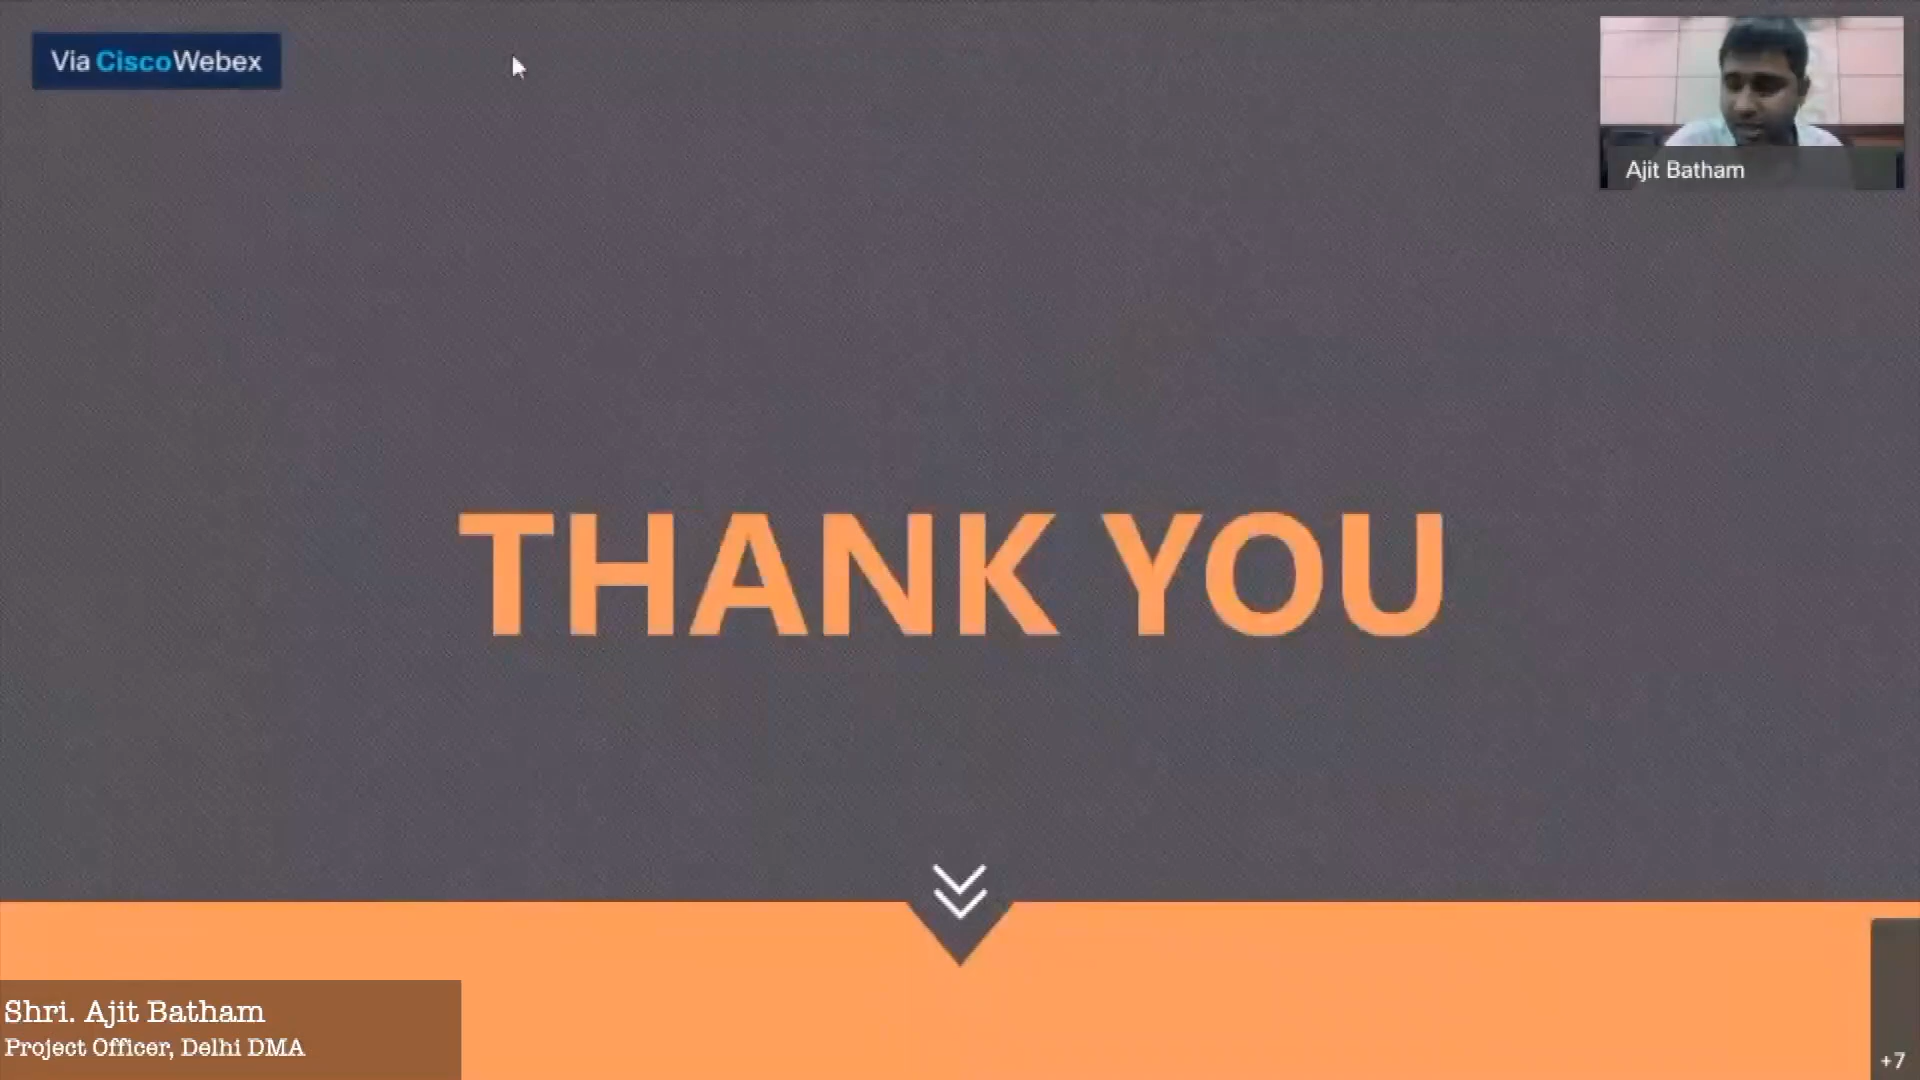 Via CiscoWebex
Ajit Batham
THANK YOU
Shri. Ajit Batham
Project Officer, Delhi DMA
+7